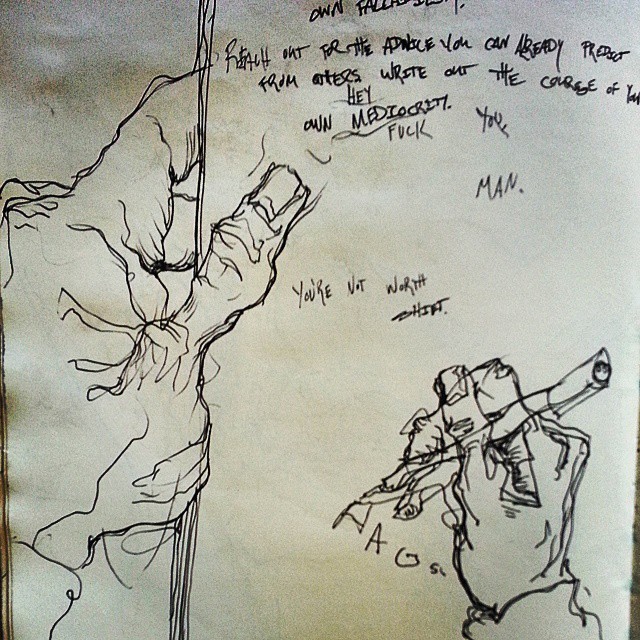 OWN FALLIBILITY.
REACH OUT FOR THE ADVICE YOU CAN ALREADY PREDICT
FROM OTHERS WRITE OUT THE COURSE OF YOU
HEY
OWN MEDIOCRITY.
FUCK YOU,
MAN.
YOU'RE NOT WORTH
SHIT.